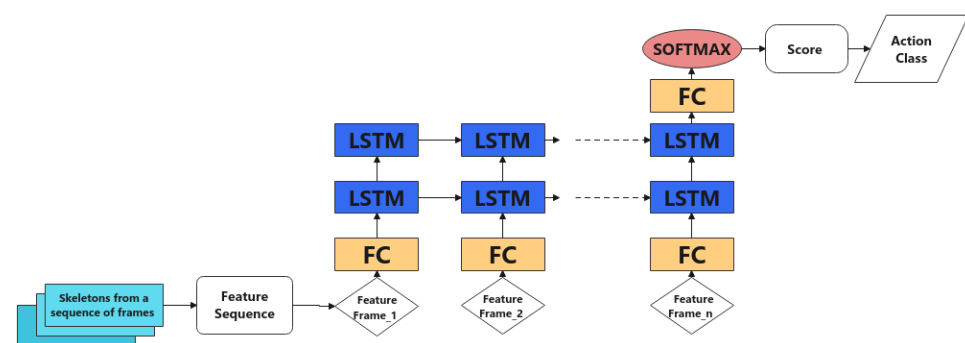 SOFTMAX
Score
Action
Class
FC
LSTM
LSTM
LSTM
LSTM
LSTM
LSTM
FC
FC
FC
Skeletons from a
sequence of frames
Feature
Sequence
Feature
Frame_1
Feature
Frame_2
Feature
Frame_n